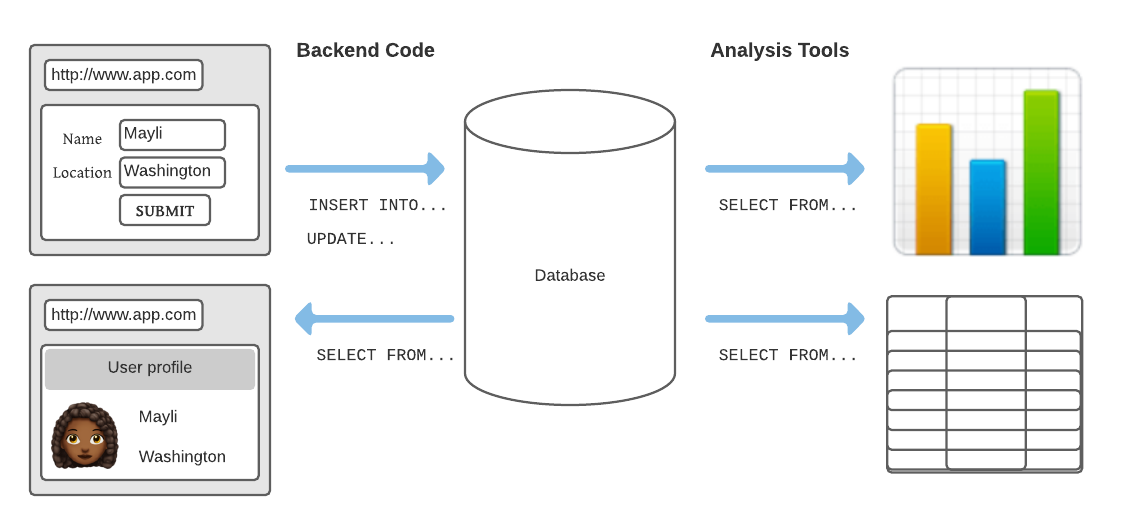 Backend Code
Analysis Tools
http://www.app.com
Name
Mayli
Location
Washington
SUBMIT
INSERT INTO...
UPDATE...
SELECT FROM...
Database
http://www.app.com
User profile
Mayli
Washington
SELECT FROM...
SELECT FROM...